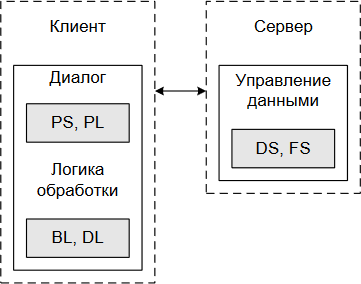 Клиент
Диалог
PS, PL
Логика
обработки
BL, DL
Сервер
Управление
данными
DS, FS